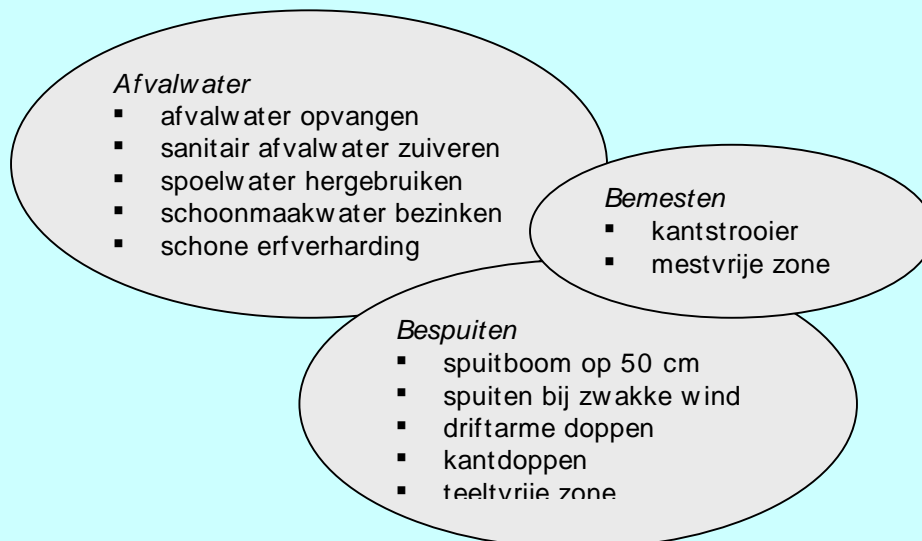 Afvalwater
▪ afvalwater opvangen
▪ sanitair afvalwater zuiveren
▪ spoelwater hergebruiken
▪ schoonmaakwater bezinken
▪ schone erfverharding
Bemesten
▪ kantstrooier
▪ mestvrije zone
Bespuiten
▪ spuitboom op 50 cm
▪ spuiten bij zwakke wind
▪ driftarme doppen
▪ kantdoppen
▪ teeltvrije zone